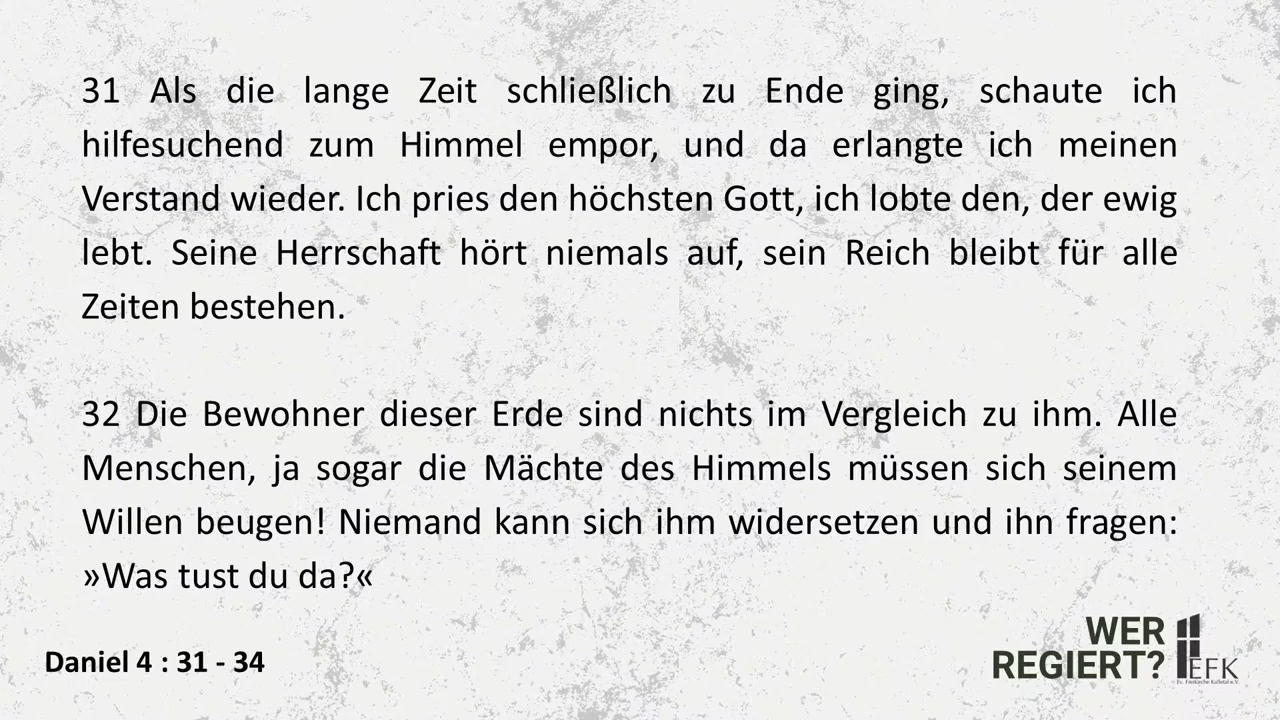 31 Als die lange Zeit schließlich zu Ende ging, schaute ich
hilfesuchend zum Himmel empor, und da erlangte ich meinen
Verstand wieder. Ich pries den höchsten Gott, ich lobte den, der ewig
lebt. Seine Herrschaft hört niemals auf, sein Reich bleibt für alle
Zeiten bestehen.
32 Die Bewohner dieser Erde sind nichts im Vergleich zu ihm. Alle
Menschen, ja sogar die Mächte des Himmels müssen sich seinem
Willen beugen! Niemand kann sich ihm widersetzen und ihn fragen:
»Was tust du da?«
Daniel 4 : 31 - 34
WER
REGIERT?
EFK
Ev. Freikirche Kalletal e.V.